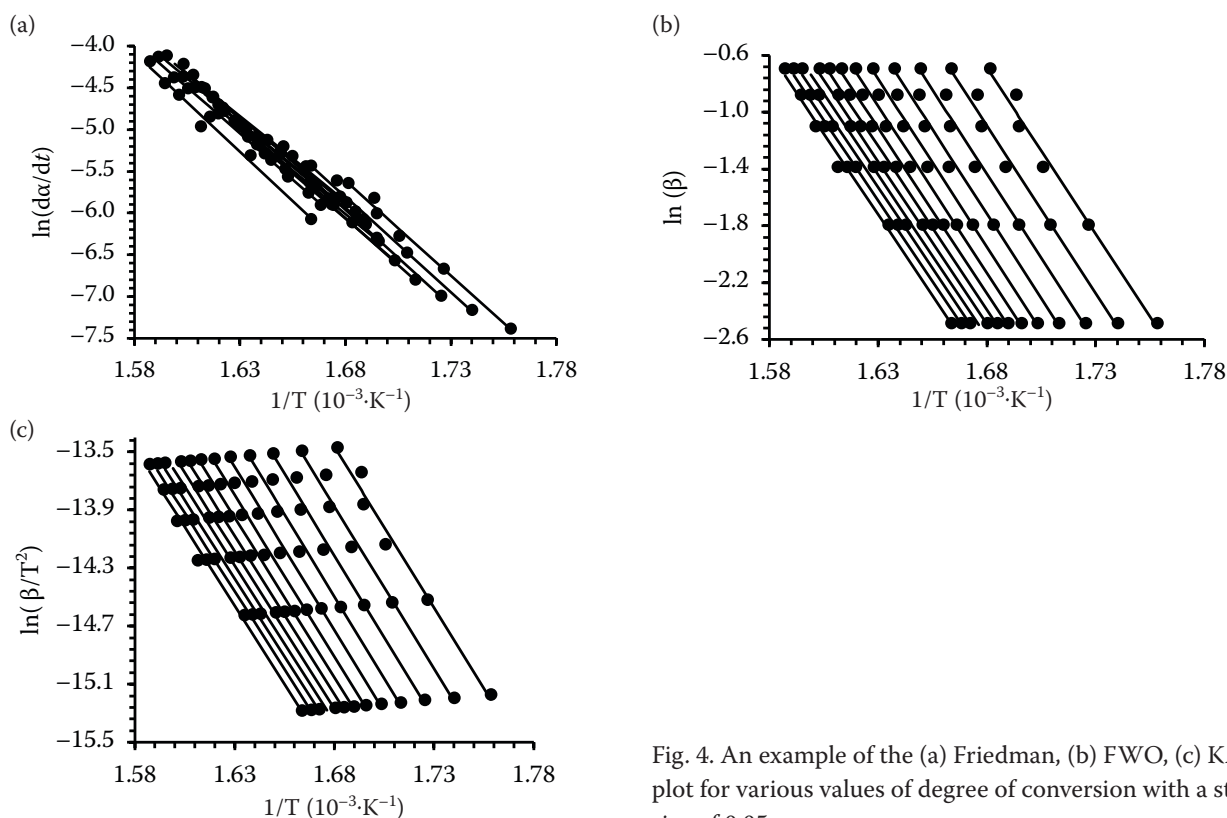 (a)
−4.0
−4.5
−5.0
−5.5
−6.0
−6.5
−7.0
−7.5
ln(dα/dt)
1.58 1.63 1.68 1.73 1.78
1/T (10⁻³·K⁻¹)
(b)
−0.6
−1.0
−1.4
−1.8
−2.2
−2.6
ln (β)
1.58 1.63 1.68 1.73 1.78
1/T (10⁻³·K⁻¹)
(c)
−13.5
−13.9
−14.3
−14.7
−15.1
−15.5
ln( β/T²)
1.58 1.63 1.68 1.73 1.78
1/T (10⁻³·K⁻¹)
Fig. 4. An example of the (a) Friedman, (b) FWO, (c) K
plot for various values of degree of conversion with a st